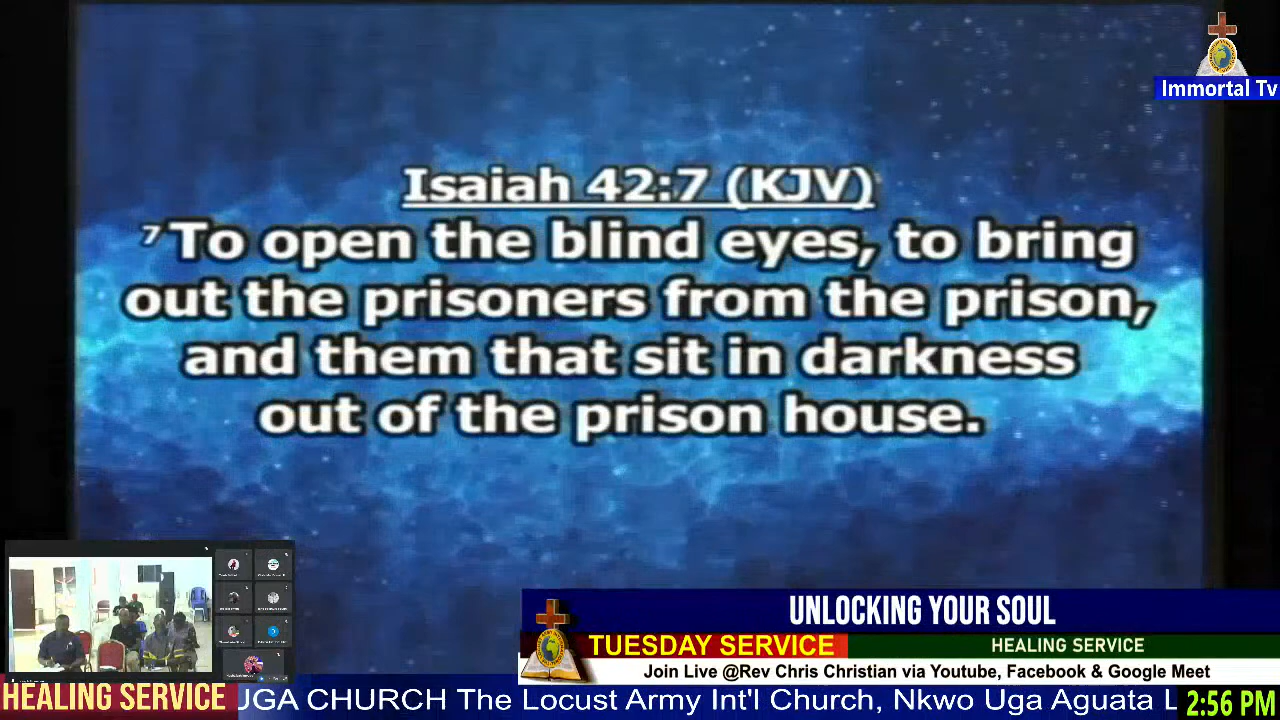 Immortal Tv
Isaiah 42:7 (KJV)
7 To open the blind eyes, to bring
out the prisoners from the prison,
and them that sit in darkness
out of the prison house.
UNLOCKING YOUR SOUL
TUESDAY SERVICE
HEALING SERVICE
Join Live @Rev Chris Christian via Youtube, Facebook & Google Meet
HEALING SERVICE
UGA CHURCH The Locust Army Int'l Church, Nkwo Uga Aguata L
2:56 PM